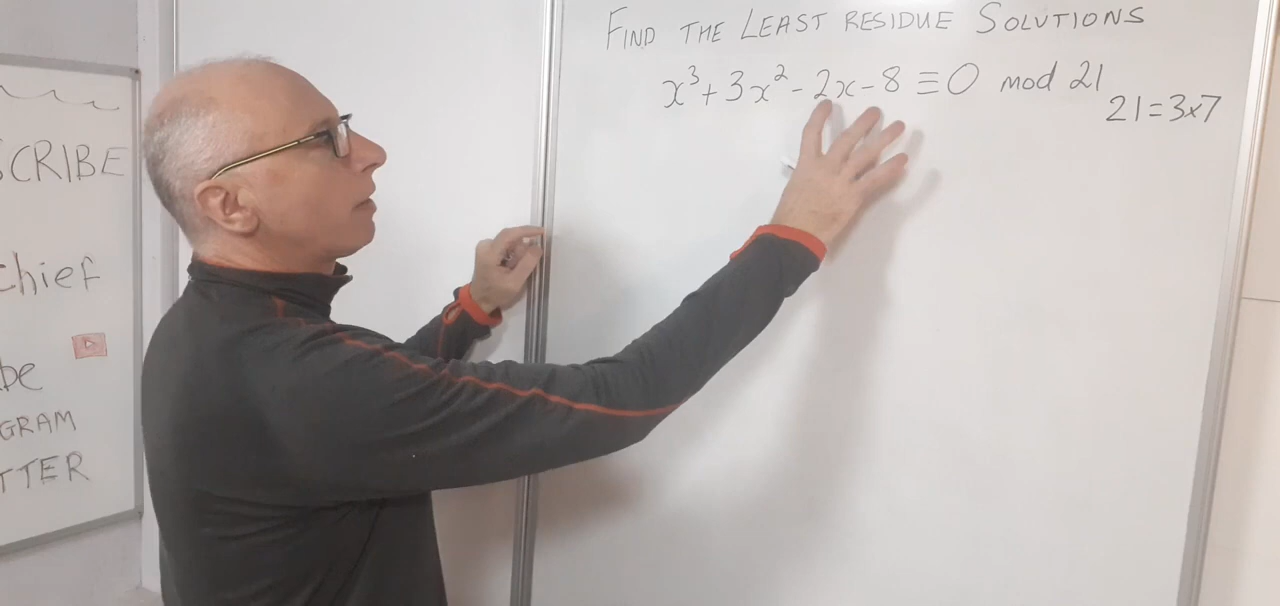 FIND THE LEAST RESIDUE SOLUTIONS
x³+3x²-2x-8≡0 mod 21
21=3×7
SCRIBE
chief
be
GRAM
TTER